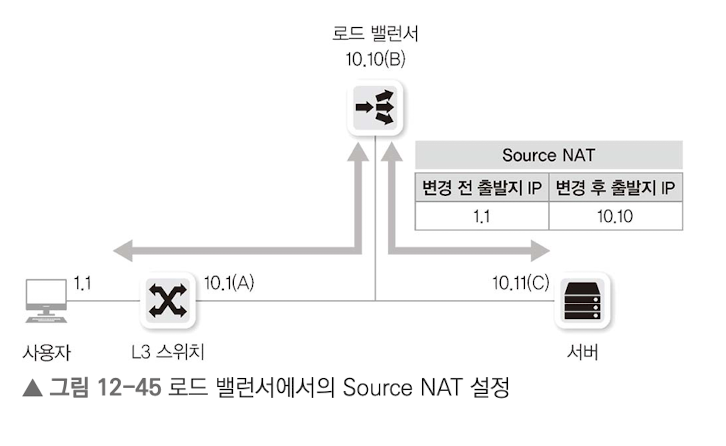 로드 밸런서
10.10(B)
Source NAT
변경 전 출발지 IP 변경 후 출발지 IP
1.1 10.10
1.1 10.1(A) 10.11(C)
사용자 L3 스위치 서버
▲ 그림 12-45 로드 밸런서에서의 Source NAT 설정